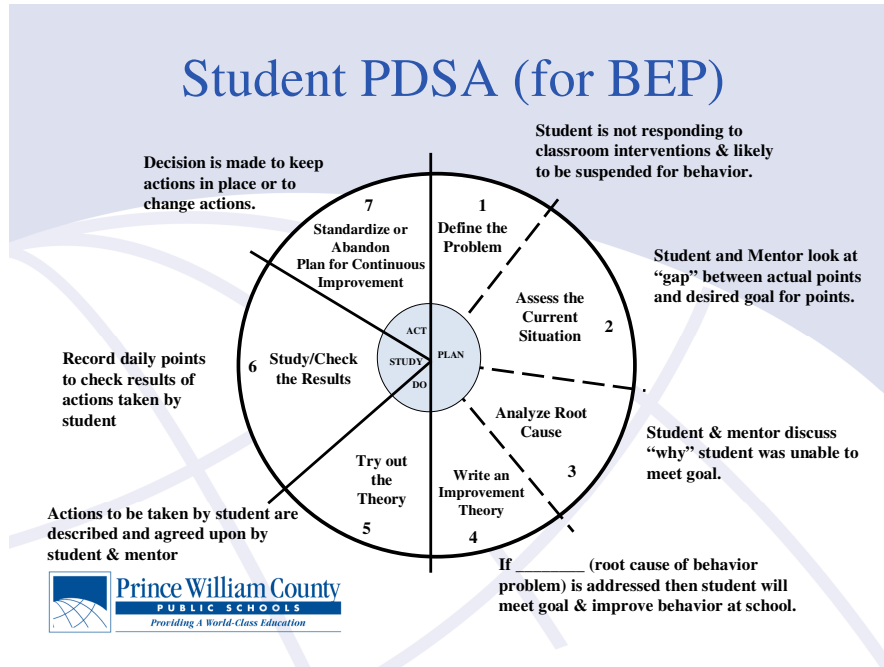 Student PDSA (for BEP)
Student is not responding to
classroom interventions & likely
to be suspended for behavior.
Decision is made to keep
actions in place or to
change actions.
7
Standardize or
Abandon
Plan for Continuous
Improvement
1
Define the
Problem
Student and Mentor look at
“gap” between actual points
and desired goal for points.
Assess the
Current
Situation
2
ACT
PLAN
STUDY
DO
Record daily points
to check results of
actions taken by
student
6
Study/Check
the Results
Analyze Root
Cause
3
Student & mentor discuss
“why” student was unable to
meet goal.
Try out
the
Theory
5
Write an
Improvement
Theory
4
Actions to be taken by student are
described and agreed upon by
student & mentor
If ________ (root cause of behavior
problem) is addressed then student will
meet goal & improve behavior at school.
Prince William County
PUBLIC SCHOOLS
Providing A World-Class Education